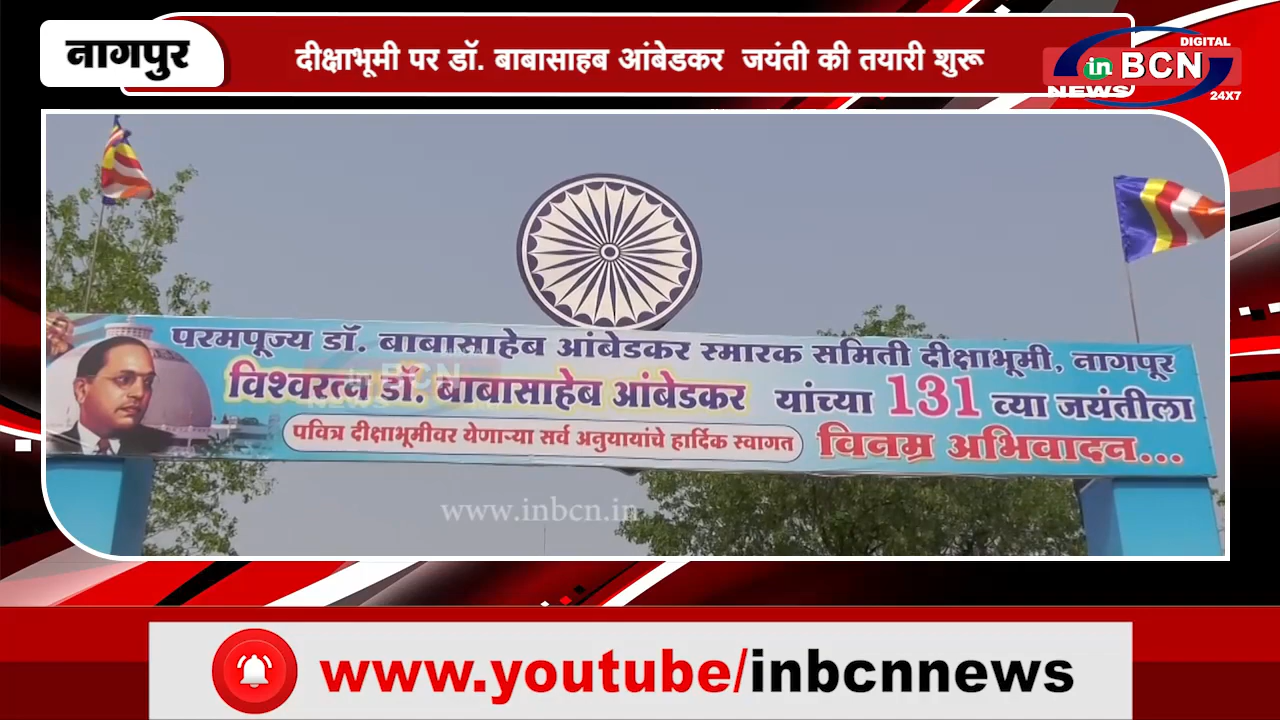 नागपुर
दीक्षाभूमी पर डॉ. बाबासाहब आंबेडकर जयंती की तयारी शुरू
DIGITAL
in BCN
NEWS
24X7
परमपूज्य डॉ. बाबासाहेब आंबेडकर स्मारक समिती दीक्षाभूमी, नागपूर
विश्वरत्न डॉ. बाबासाहेब आंबेडकर यांच्या 131 व्या जयंतीला
पवित्र दीक्षाभूमीवर येणाऱ्या सर्व अनुयायांचे हार्दिक स्वागत
विनम्र अभिवादन...
www.inbcn.in
www.youtube/inbcnnews